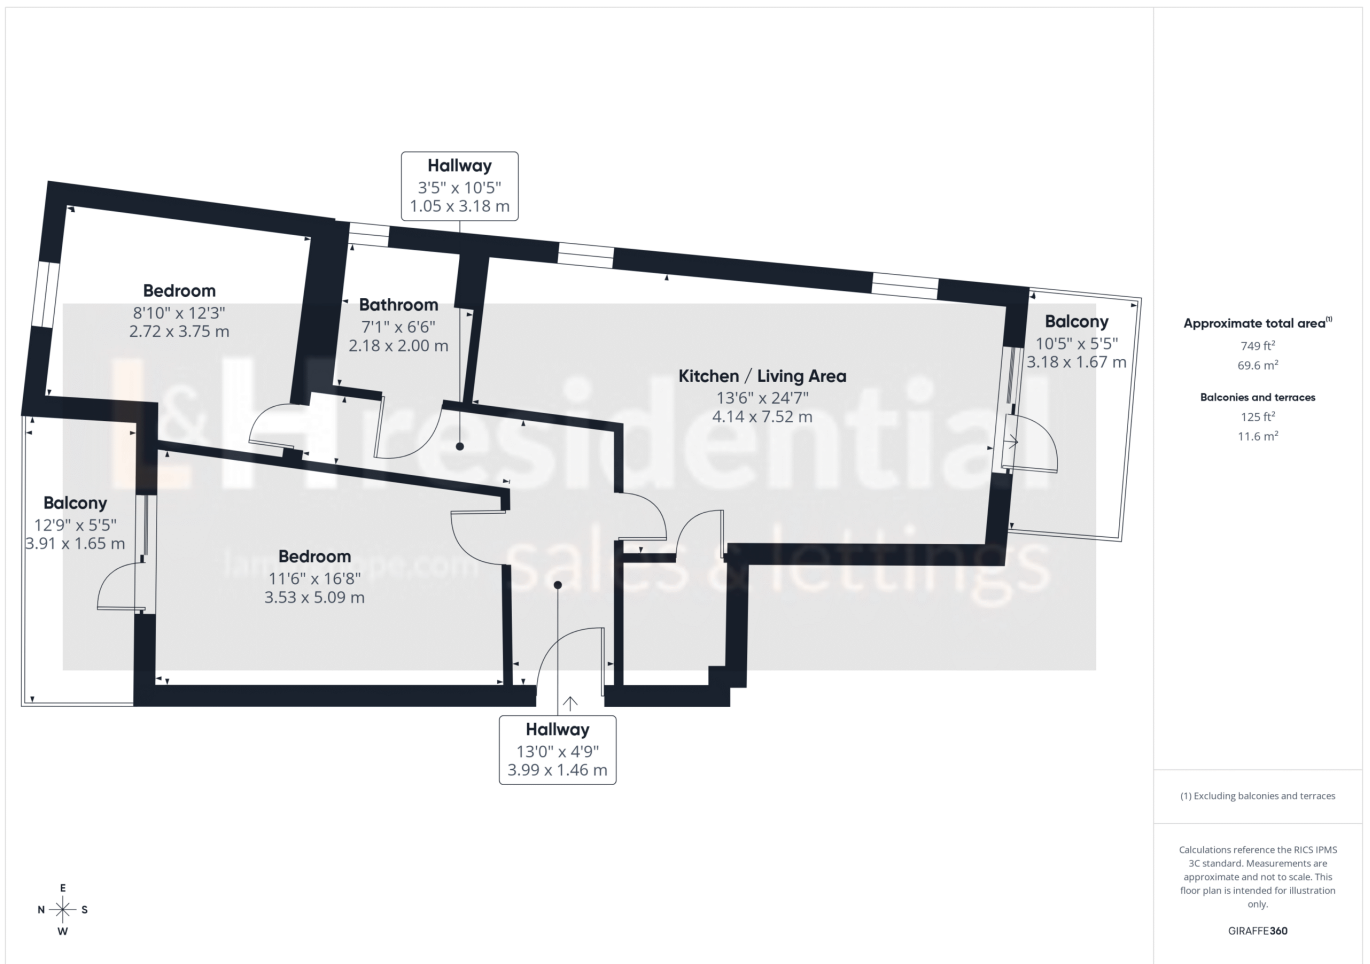 Hallway
3'5" x 10'5"
1.05 x 3.18 m
Bedroom
8'10" x 12'3"
2.72 x 3.75 m
Bathroom
7'1" x 6'6"
2.18 x 2.00 m
Kitchen / Living Area
13'6" x 24'7"
4.14 x 7.52 m
Balcony
10'5" x 5'5"
3.18 x 1.67 m
Balcony
12'9" x 5'5"
3.91 x 1.65 m
Bedroom
11'6" x 16'8"
3.53 x 5.09 m
Hallway
13'0" x 4'9"
3.99 x 1.46 m
L&H residential
sales & lettings
E
N S
W
Approximate total area(1)
749 ft²
69.6 m²
Balconies and terraces
125 ft²
11.6 m²
(1) Excluding balconies and terraces
Calculations reference the RICS IPMS
3C standard. Measurements are
approximate and not to scale. This
floor plan is intended for illustration
only.
GIRAFFE360